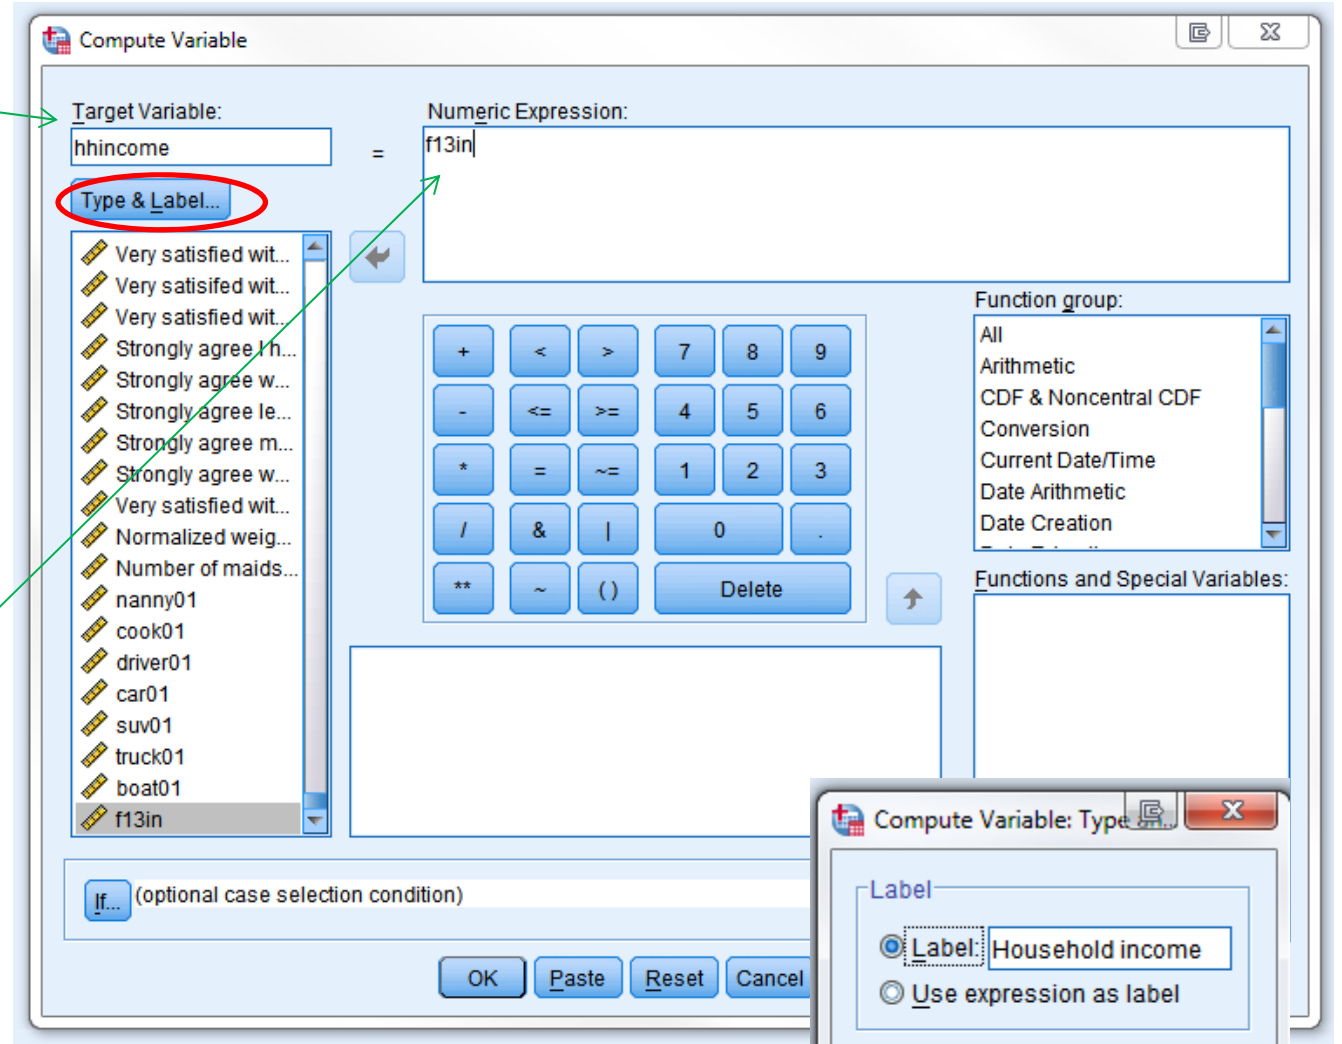 Compute Variable
Target Variable:
hhincome
=
Numeric Expression:
f13in
Type & Label...
Very satisfied wit...
Very satisifed wit...
Very satisfied wit...
Strongly agree I h...
Strongly agree w...
Strongly agree le...
Strongly agree m...
Strongly agree w...
Very satisfied wit...
Normalized weig...
Number of maids...
nanny01
cook01
driver01
car01
suv01
truck01
boat01
f13in
+ < > 7 8 9
- <= >= 4 5 6
* = ~= 1 2 3
/ & | 0 .
** ~ ( ) Delete
Function group:
All
Arithmetic
CDF & Noncentral CDF
Conversion
Current Date/Time
Date Arithmetic
Date Creation
Functions and Special Variables:
If... (optional case selection condition)
OK Paste Reset Cancel
Compute Variable: Type
Label
Label: Household income
Use expression as label